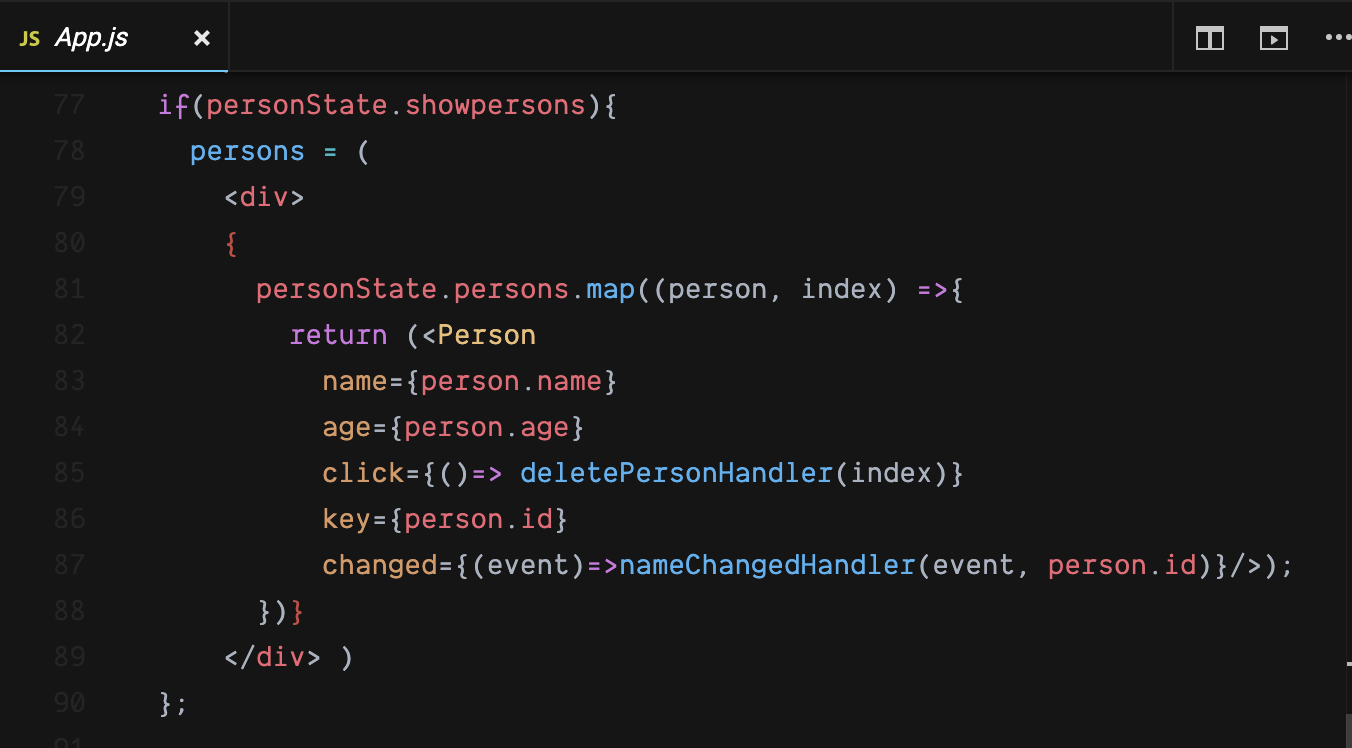 JS App.js ×
77 if(personState.showpersons){
78 persons = (
79 <div>
80 {
81 personState.persons.map((person, index) =>{
82 return (<Person
83 name={person.name}
84 age={person.age}
85 click={()=> deletePersonHandler(index)}
86 key={person.id}
87 changed={(event)=>nameChangedHandler(event, person.id)}/>);
88 })}
89 </div> )
90 };
91